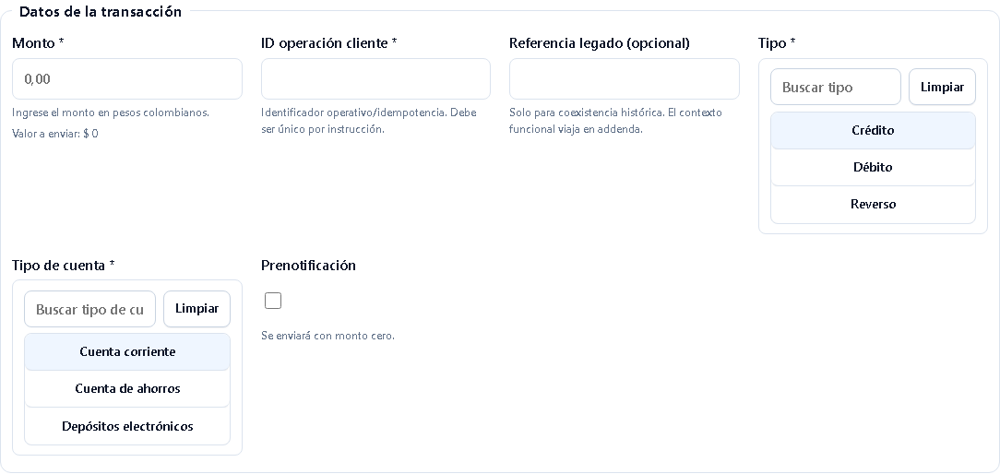 Datos de la transacción
Monto *
0,00
Ingrese el monto en pesos colombianos.
Valor a enviar: $ 0
ID operación cliente *
Identificador operativo/idempotencia. Debe
ser único por instrucción.
Referencia legado (opcional)
Solo para coexistencia histórica. El contexto
funcional viaja en addenda.
Tipo *
Buscar tipo
Limpiar
Crédito
Débito
Reverso
Tipo de cuenta *
Buscar tipo de cu
Limpiar
Cuenta corriente
Cuenta de ahorros
Depósitos electrónicos
Prenotificación
Se enviará con monto cero.